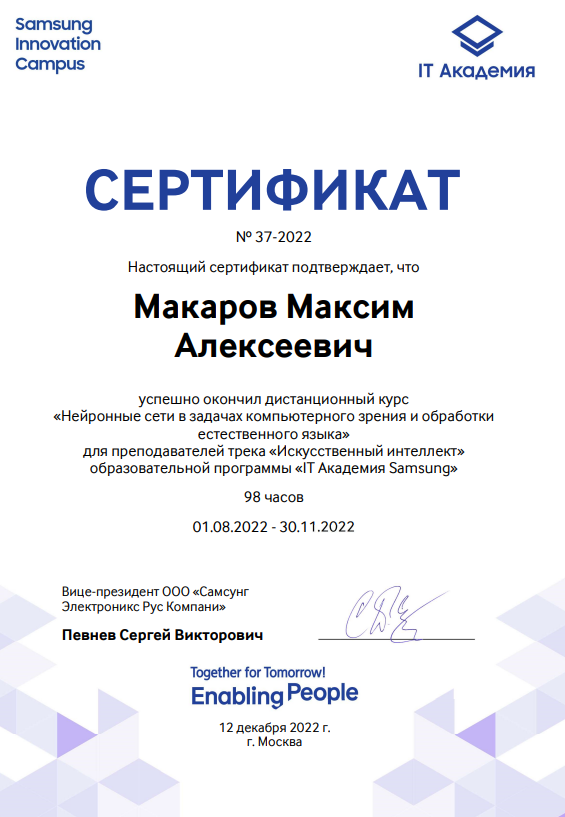 Samsung
Innovation
Campus
IT Академия
СЕРТИФИКАТ
№ 37-2022
Настоящий сертификат подтверждает, что
Макаров Максим
Алексеевич
успешно окончил дистанционный курс
«Нейронные сети в задачах компьютерного зрения и обработки
естественного языка»
для преподавателей трека «Искусственный интеллект»
образовательной программы «IT Академия Samsung»
98 часов
01.08.2022 - 30.11.2022
Вице-президент ООО «Самсунг
Электроникс Рус Компани»
Певнев Сергей Викторович
Together for Tomorrow!
Enabling People
12 декабря 2022 г.
г. Москва